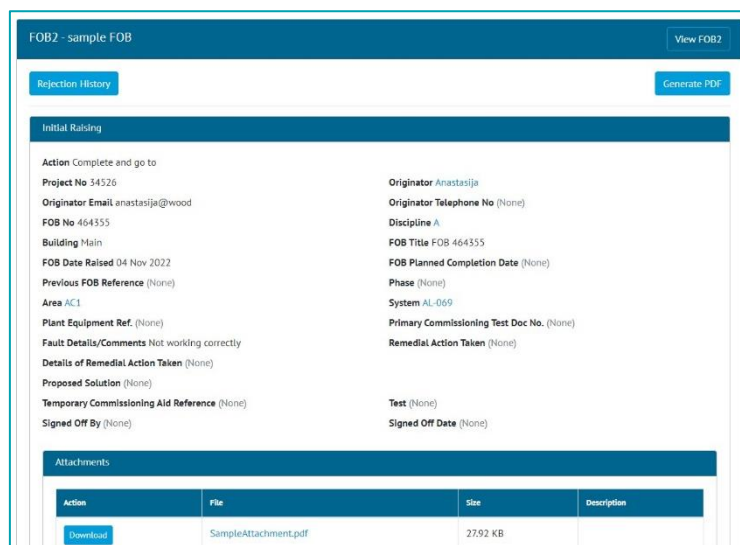 FOB2 - sample FOB View FOB2
Rejection History Generate PDF
Initial Raising
Action Complete and go to
Project No 34526 Originator Anastasija
Originator Email anastasija@wood Originator Telephone No (None)
FOB No 464355 Discipline A
Building Main FOB Title FOB 464355
FOB Date Raised 04 Nov 2022 FOB Planned Completion Date (None)
Previous FOB Reference (None) Phase (None)
Area AC1 System AL-069
Plant Equipment Ref. (None) Primary Commissioning Test Doc No. (None)
Fault Details/Comments Not working correctly Remedial Action Taken (None)
Details of Remedial Action Taken (None)
Proposed Solution (None)
Temporary Commissioning Aid Reference (None) Test (None)
Signed Off By (None) Signed Off Date (None)
Attachments
Action File Size Description
Download SampleAttachment.pdf 27.92 KB